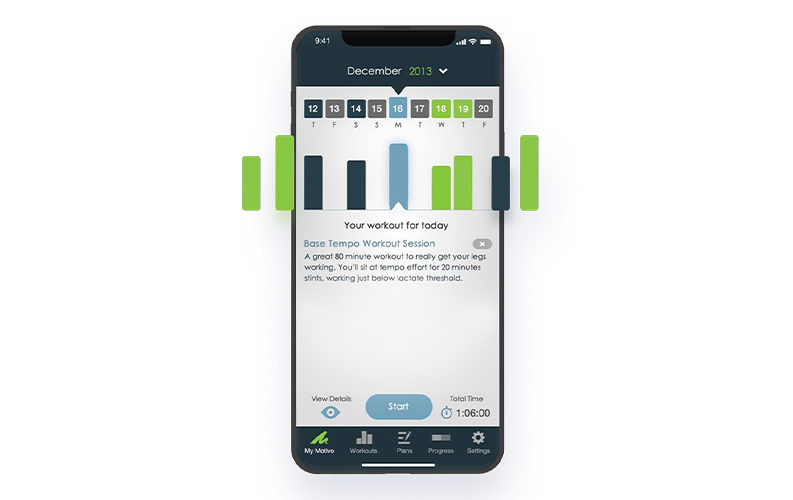 9:41
December 2013
12 13 14 15 16 17 18 19 20
T F S S M T W T F
Your workout for today
Base Tempo Workout Session
A great 80 minute workout to really get your legs
working. You'll sit at tempo effort for 20 minutes
stints, working just below lactate threshold.
View Details
Start
Total Time
1:06:00
My Mativo Workouts Plans Progress Settings